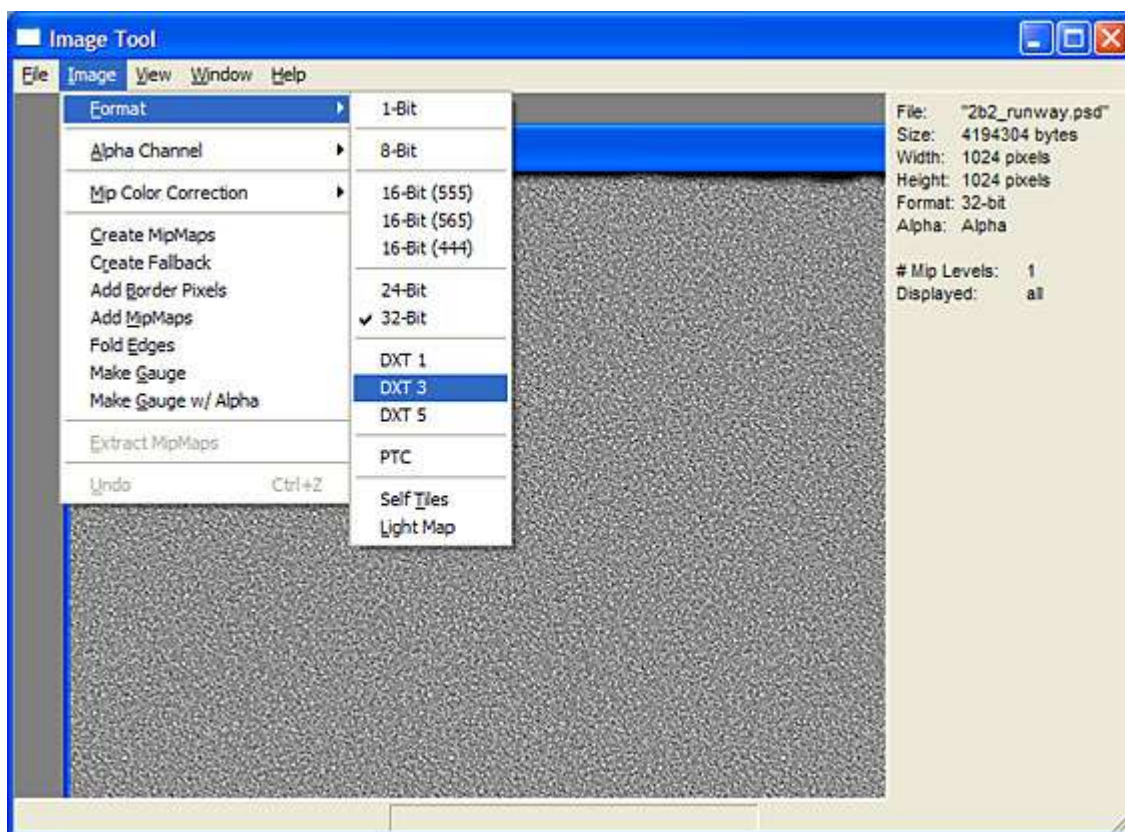 Image Tool
File Image View Window Help
Format
Alpha Channel
Mip Color Correction
Create MipMaps
Create Fallback
Add Border Pixels
Add MipMaps
Fold Edges
Make Gauge
Make Gauge w/ Alpha
Extract MipMaps
Undo Ctrl+Z
1-Bit
8-Bit
16-Bit (555)
16-Bit (565)
16-Bit (444)
24-Bit
32-Bit
DXT 1
DXT 3
DXT 5
PTC
Self Tiles
Light Map
File: "2b2_runway.psd"
Size: 4194304 bytes
Width: 1024 pixels
Height: 1024 pixels
Format: 32-bit
Alpha: Alpha
# Mip Levels: 1
Displayed: all